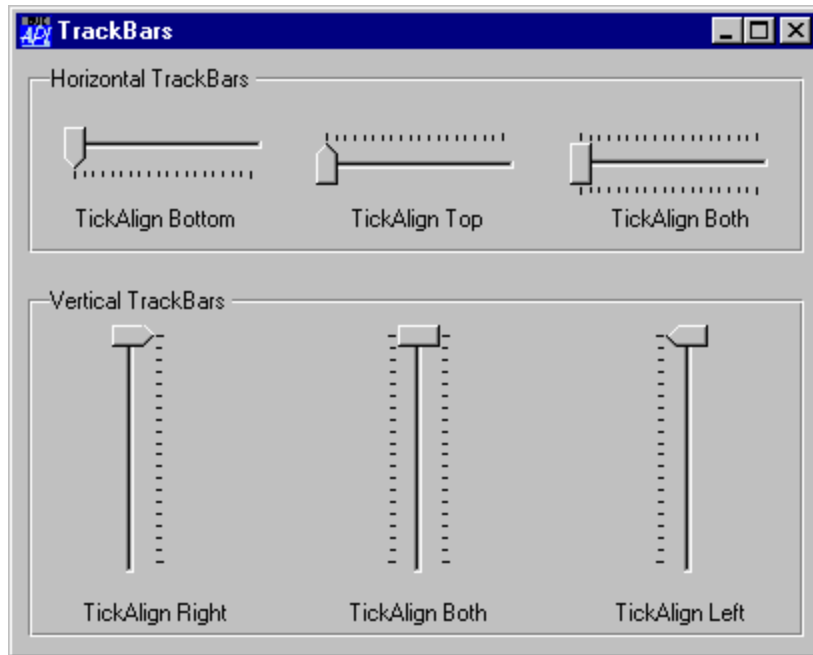 TrackBars
Horizontal TrackBars
TickAlign Bottom
TickAlign Top
TickAlign Both
Vertical TrackBars
TickAlign Right
TickAlign Both
TickAlign Left